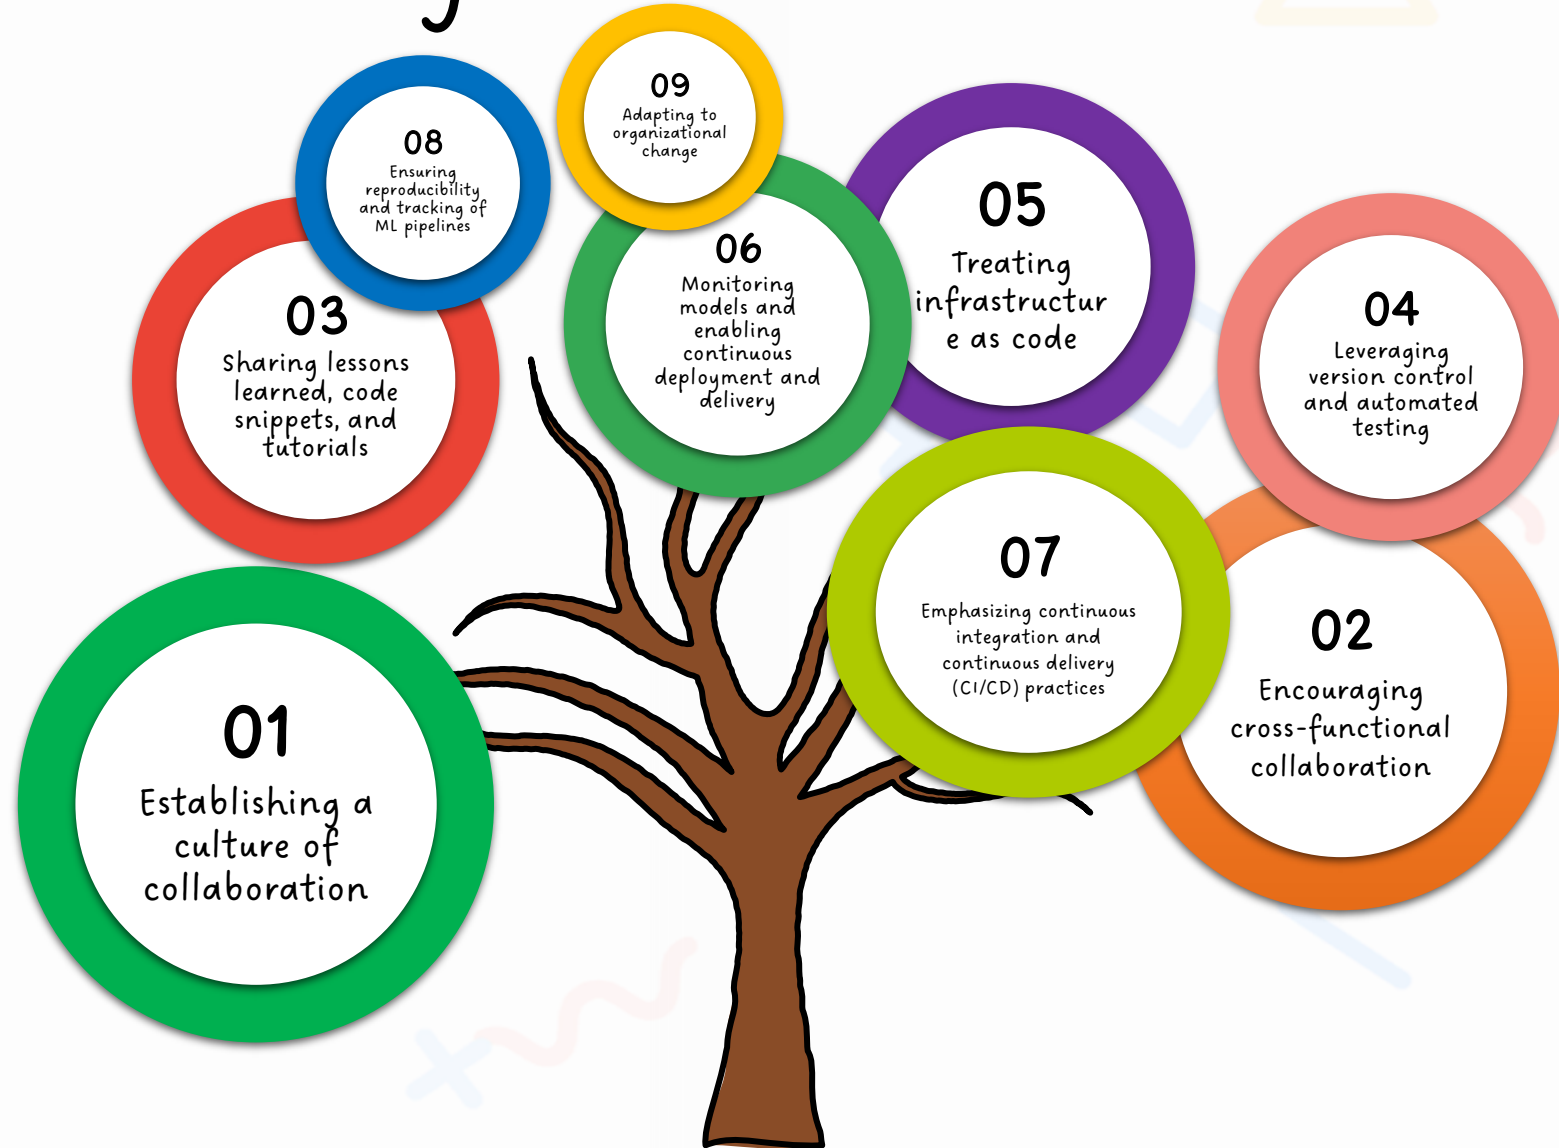 09
Adapting to
organizational
change
08
Ensuring
reproducibility
and tracking of
ML pipelines
05
Treating
infrastructur
e as code
06
Monitoring
models and
enabling
continuous
deployment and
delivery
03
Sharing lessons
learned, code
snippets, and
tutorials
04
Leveraging
version control
and automated
testing
07
Emphasizing continuous
integration and
continuous delivery
(CI/CD) practices
02
Encouraging
cross-functional
collaboration
01
Establishing a
culture of
collaboration